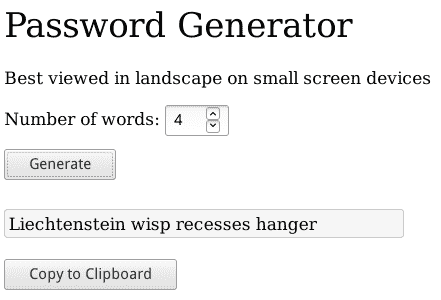 Password Generator
Best viewed in landscape on small screen devices
Number of words: 4
Generate
Liechtenstein wisp recesses hanger
Copy to Clipboard